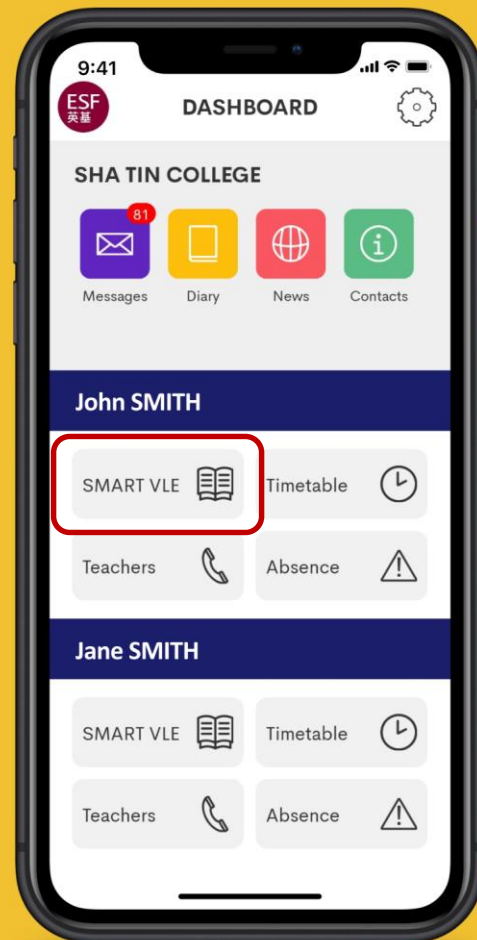 9:41
ESF
英基
DASHBOARD
SHA TIN COLLEGE
81
Messages Diary News Contacts
John SMITH
SMART VLE Timetable
Teachers Absence
Jane SMITH
SMART VLE Timetable
Teachers Absence